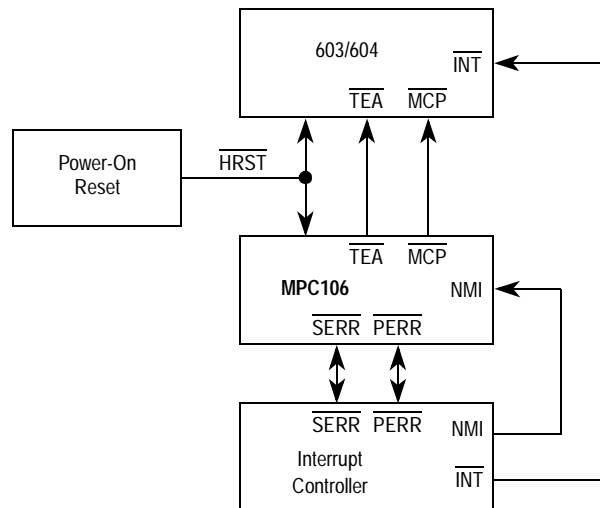 603/604
INT
TEA MCP
Power-On
Reset
HRST
TEA MCP
MPC106
NMI
SERR PERR
SERR PERR
NMI
Interrupt
Controller
INT